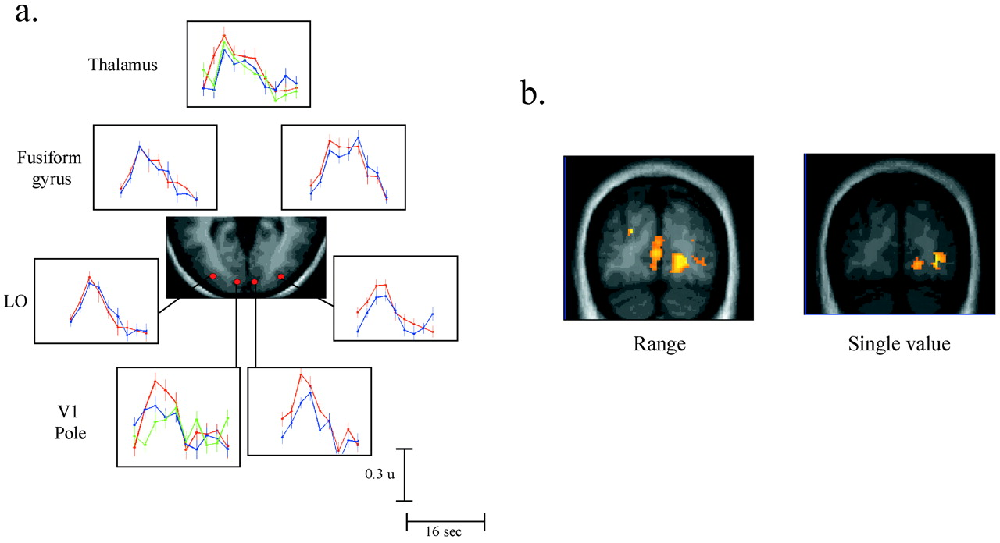 a.
Thalamus
Fusiform
gyrus
LO
V1
Pole
0.3 u
16 sec
b.
Range
Single value